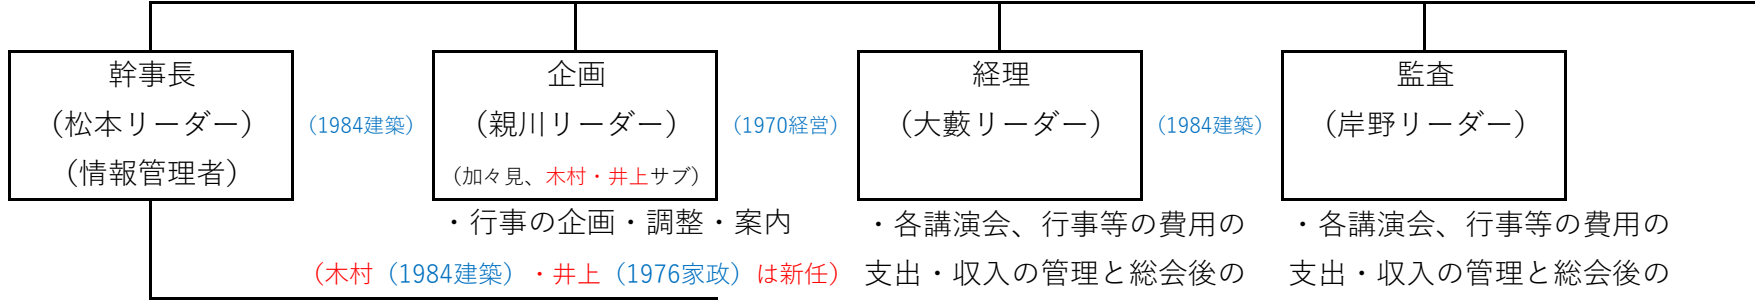 幹事長
(松本リーダー)
(情報管理者)
(1984建築)
企画
(親川リーダー)
(加々見、木村・井上サブ)
(1970経営)
経理
(大藪リーダー)
(1984建築)
監査
(岸野リーダー)
・行事の企画・調整・案内
(木村(1984建築)・井上(1976家政)は新任)
・各講演会、行事等の費用の
支出・収入の管理と総会後の
・各講演会、行事等の費用の
支出・収入の管理と総会後の